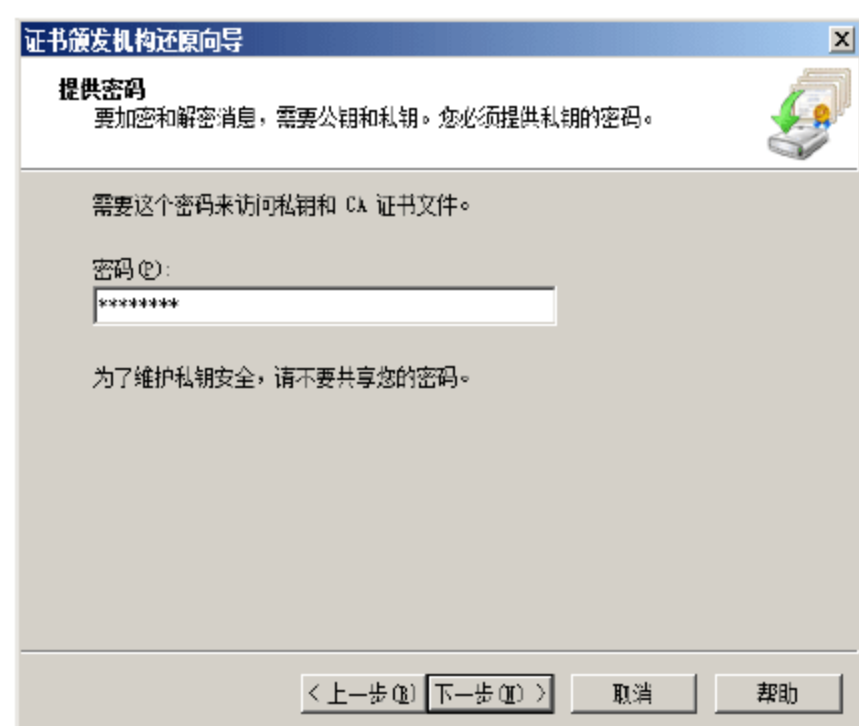 证书颁发机构还原向导
提供密码
要加密和解密消息，需要公钥和私钥。您必须提供私钥的密码。
需要这个密码来访问私钥和 CA 证书文件。
密码(P):
********
为了维护私钥安全，请不要共享您的密码。
< 上一步(B) 下一步(N) > 取消 帮助